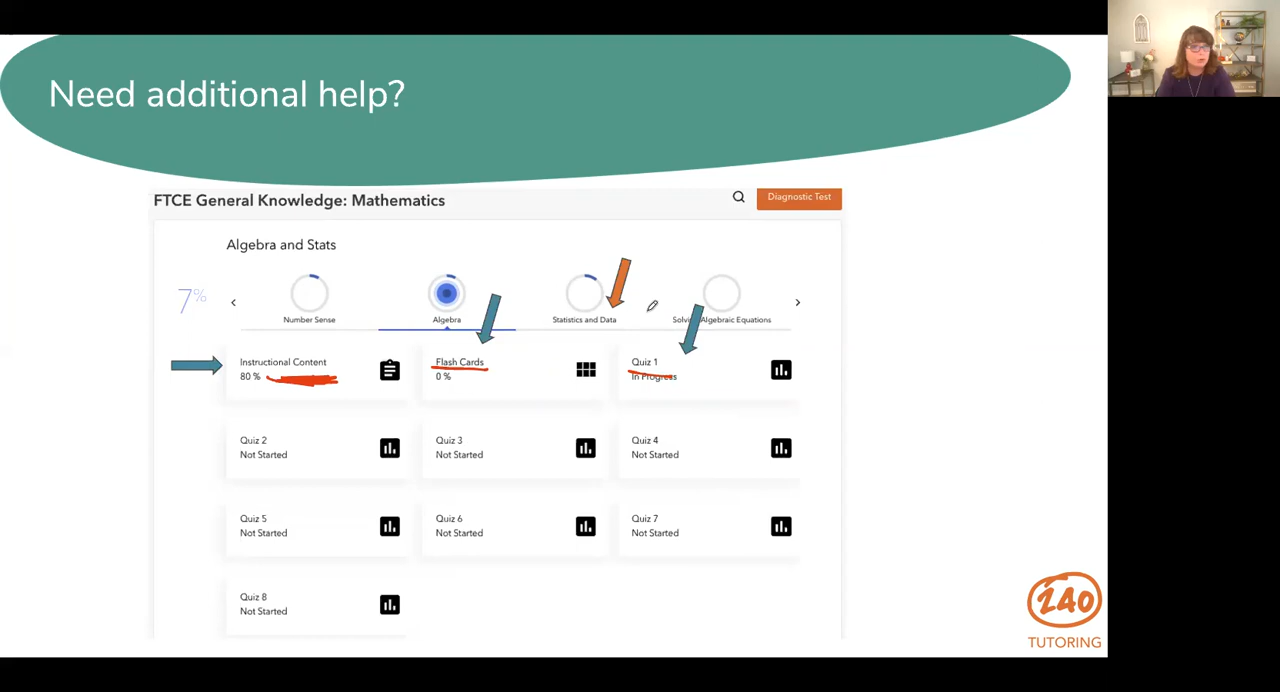 Need additional help?
FTCE General Knowledge: Mathematics
Diagnostic Test
Algebra and Stats
7%
Number Sense
Algebra
Statistics and Data
Algebraic Equations
Instructional Content
80 %
Flash Cards
0 %
Quiz 1
In Progress
Quiz 2
Not Started
Quiz 3
Not Started
Quiz 4
Not Started
Quiz 5
Not Started
Quiz 6
Not Started
Quiz 7
Not Started
Quiz 8
Not Started
240
TUTORING